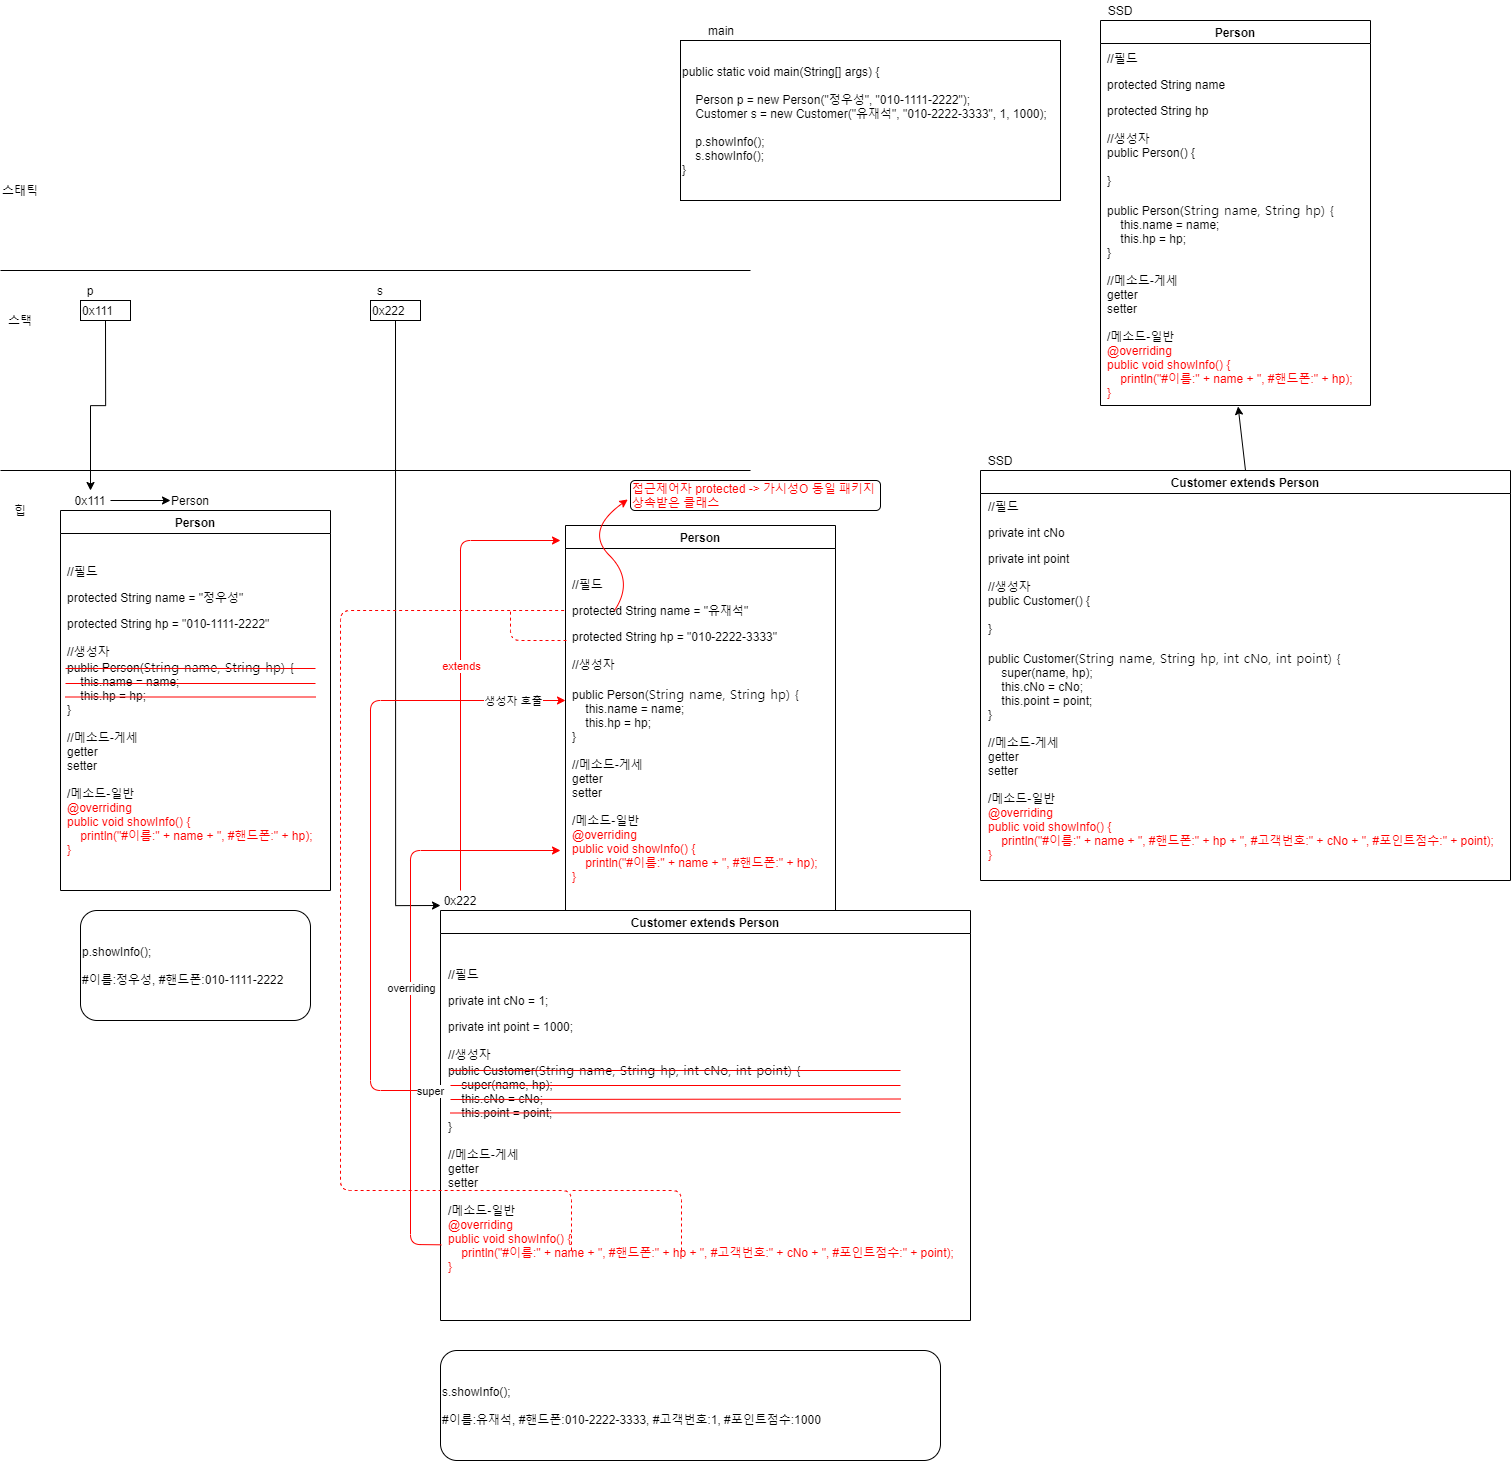 main
public static void main(String[] args) {
Person p = new Person("정우성", "010-1111-2222");
Customer s = new Customer("유재석", "010-2222-3333", 1, 1000);
p.showInfo();
s.showInfo();
}
SSD
Person
//필드
protected String name
protected String hp
//생성자
public Person() {
}
public Person(String name, String hp) {
this.name = name;
this.hp = hp;
}
//메소드-게세
getter
setter
/메소드-일반
@overriding
public void showInfo() {
println("#이름:" + name + ", #핸드폰:" + hp);
}
스태틱
스택
p
0x111
s
0x222
힙
0x111
Person
Person
//필드
protected String name = "정우성"
protected String hp = "010-1111-2222"
//생성자
public Person(String name, String hp) {
this.name = name;
this.hp = hp;
}
//메소드-게세
getter
setter
/메소드-일반
@overriding
public void showInfo() {
println("#이름:" + name + ", #핸드폰:" + hp);
}
p.showInfo();
#이름:정우성, #핸드폰:010-1111-2222
접근제어자 protected -> 가시성O 동일 패키지
상속받은 클래스
Person
//필드
protected String name = "유재석"
protected String hp = "010-2222-3333"
//생성자
public Person(String name, String hp) {
this.name = name;
this.hp = hp;
}
//메소드-게세
getter
setter
/메소드-일반
@overriding
public void showInfo() {
println("#이름:" + name + ", #핸드폰:" + hp);
}
extends
생성자 호출
overriding
super
0x222
Customer extends Person
//필드
private int cNo = 1;
private int point = 1000;
//생성자
public Customer(String name, String hp, int cNo, int point) {
super(name, hp);
this.cNo = cNo;
this.point = point;
}
//메소드-게세
getter
setter
/메소드-일반
@overriding
public void showInfo() {
println("#이름:" + name + ", #핸드폰:" + hp + ", #고객번호:" + cNo + ", #포인트점수:" + point);
}
s.showInfo();
#이름:유재석, #핸드폰:010-2222-3333, #고객번호:1, #포인트점수:1000
SSD
Customer extends Person
//필드
private int cNo
private int point
//생성자
public Customer() {
}
public Customer(String name, String hp, int cNo, int point) {
super(name, hp);
this.cNo = cNo;
this.point = point;
}
//메소드-게세
getter
setter
/메소드-일반
@overriding
public void showInfo() {
println("#이름:" + name + ", #핸드폰:" + hp + ", #고객번호:" + cNo + ", #포인트점수:" + point);
}